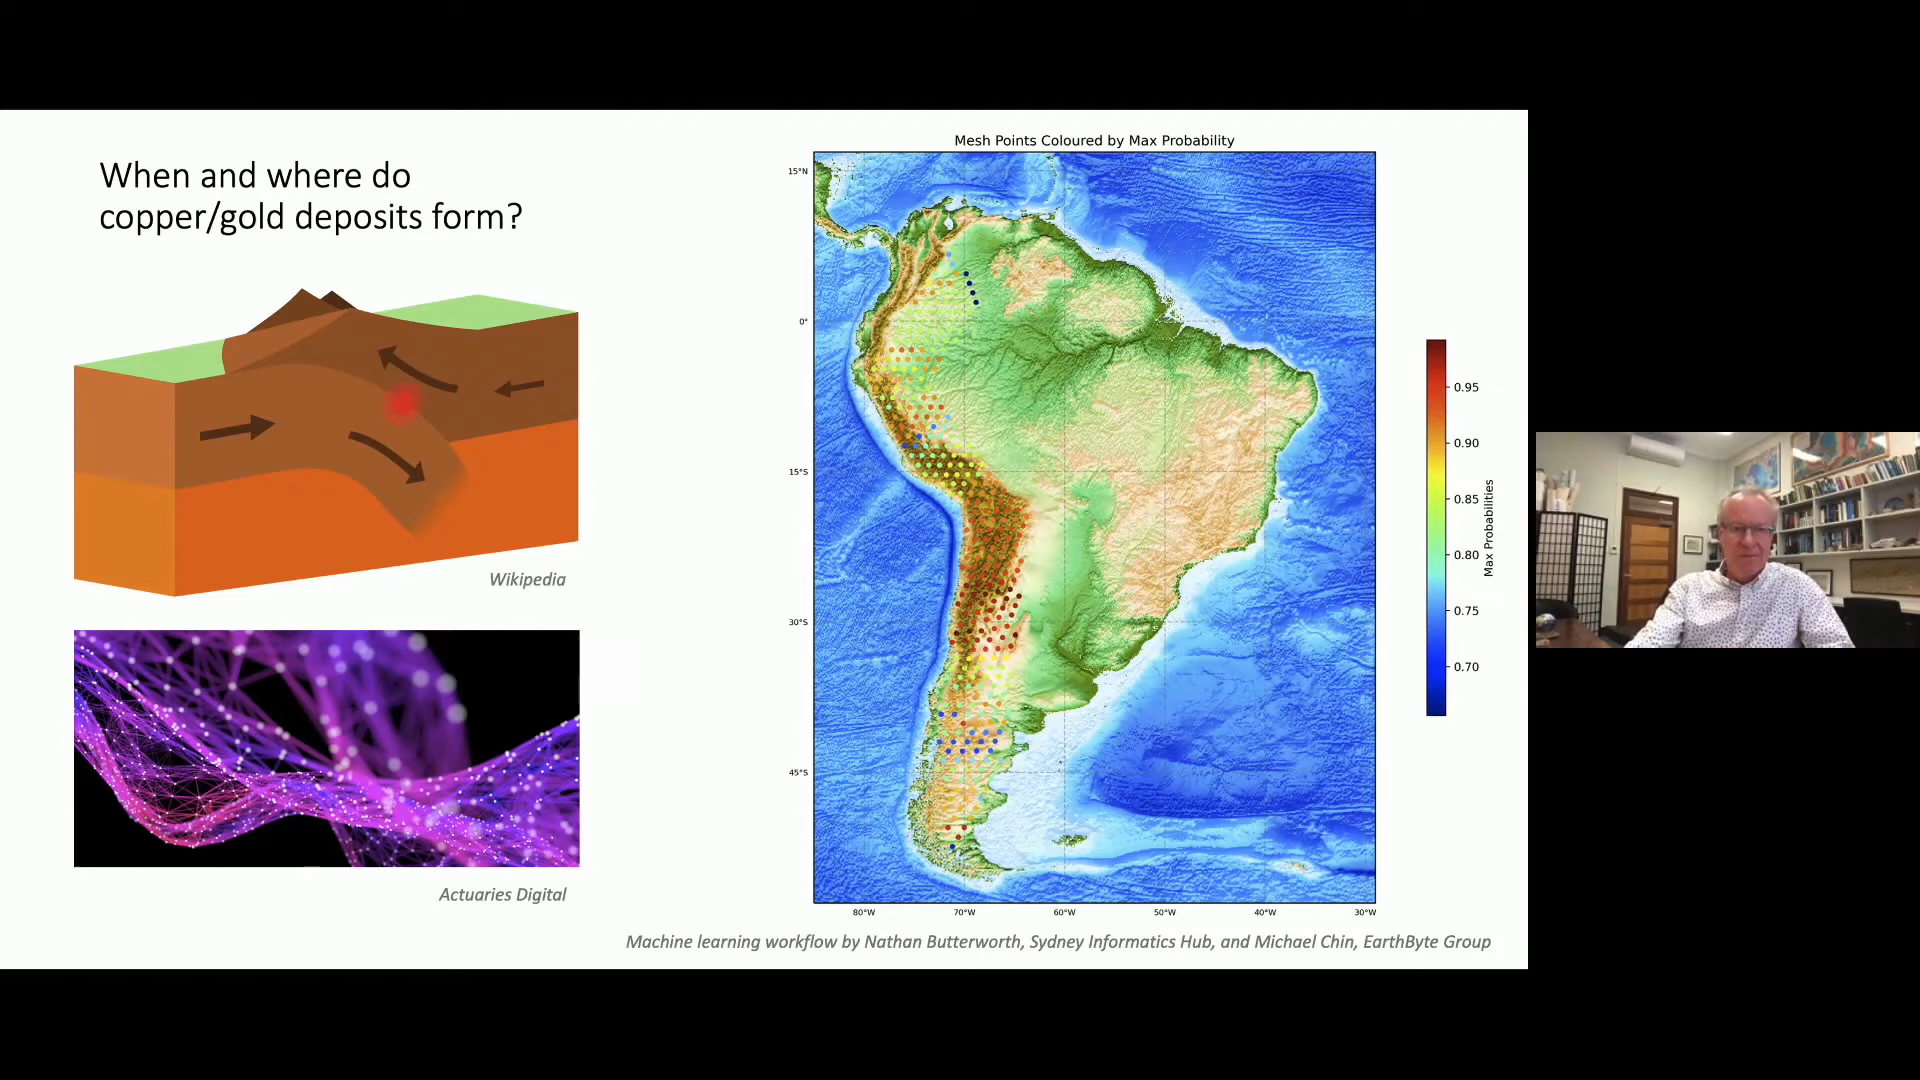 When and where do
copper/gold deposits form?
Wikipedia
Actuaries Digital
Mesh Points Coloured by Max Probability
15°N
0°
15°S
30°S
45°S
80°W 70°W 60°W 50°W 40°W 30°W
0.95
0.90
0.85
0.80
0.75
0.70
Max Probabilities
Machine learning workflow by Nathan Butterworth, Sydney Informatics Hub, and Michael Chin, EarthByte Group